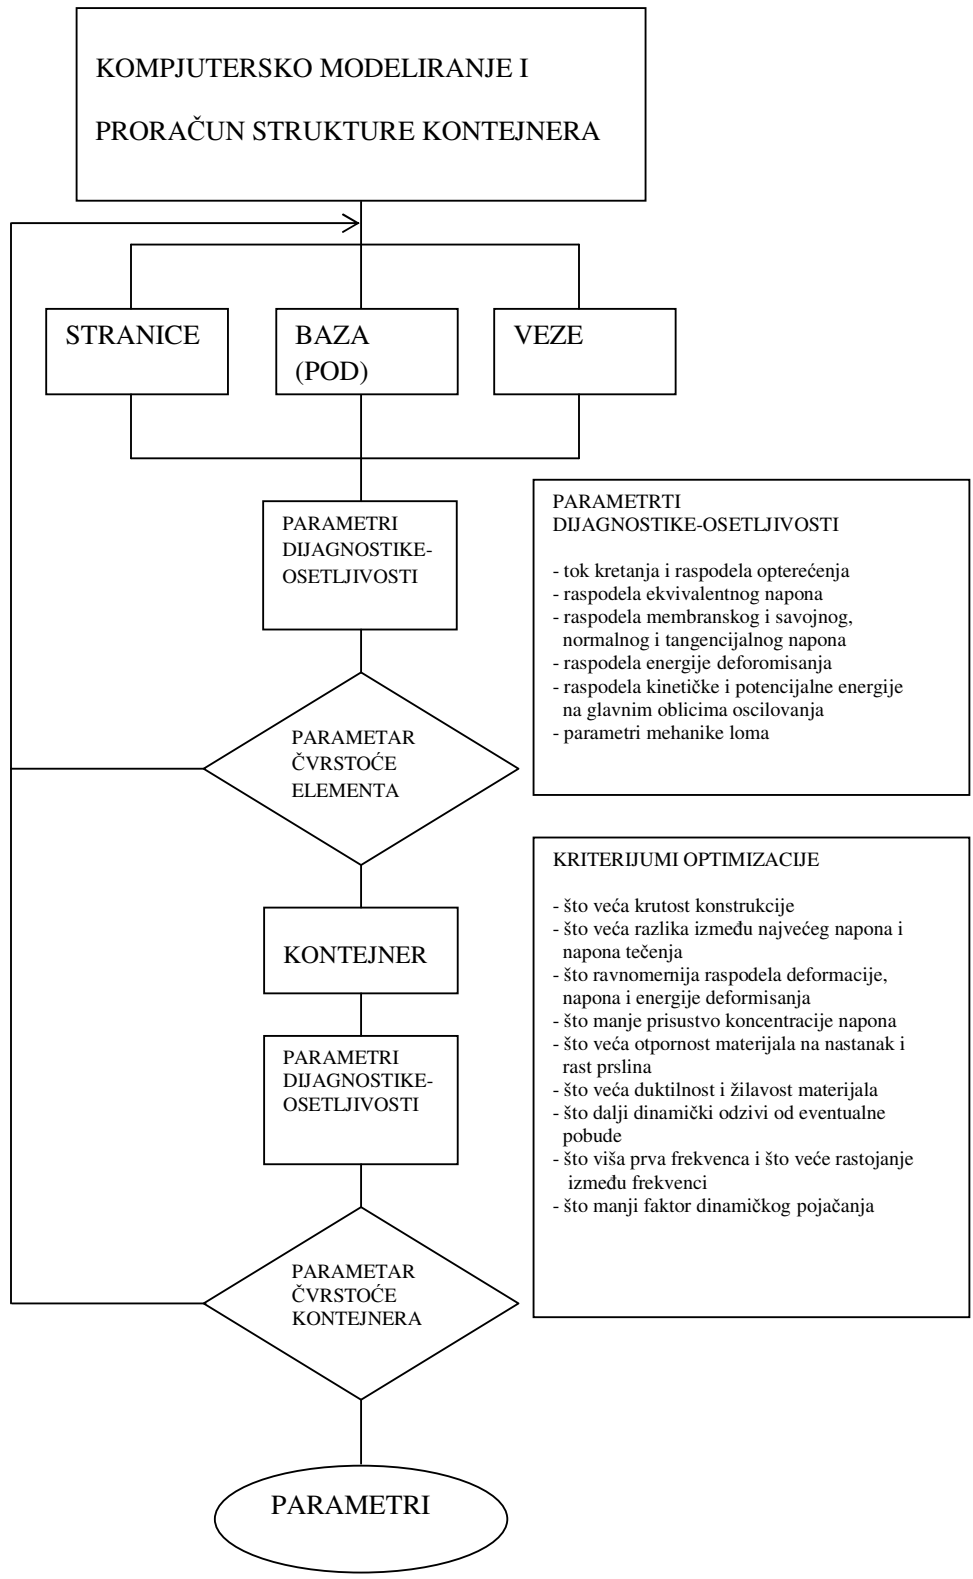 KOMPJUTERSKO MODELIRANJE I
PRORAČUN STRUKTURE KONTEJNERA
STRANICE
BAZA
(POD)
VEZE
PARAMETRI
DIJAGNOSTIKE-
OSETLJIVOSTI
PARAMETRTI
DIJAGNOSTIKE-OSETLJIVOSTI
- tok kretanja i raspodela opterećenja
- raspodela ekvivalentnog napona
- raspodela membranskog i savojnog,
normalnog i tangencijalnog napona
- raspodela energije deforomisanja
- raspodela kinetičke i potencijalne energije
na glavnim oblicima oscilovanja
- parametri mehanike loma
PARAMETAR
ČVRSTOĆE
ELEMENTA
KONTEJNER
PARAMETRI
DIJAGNOSTIKE-
OSETLJIVOSTI
KRITERIJUMI OPTIMIZACIJE
- što veća krutost konstrukcije
- što veća razlika između najvećeg napona i
napona tečenja
- što ravnomernija raspodela deformacije,
napona i energije deformisanja
- što manje prisustvo koncentracije napona
- što veća otpornost materijala na nastanak i
rast prslina
- što veća duktilnost i žilavost materijala
- što dalji dinamički odzivi od eventualne
pobude
- što viša prva frekvenca i što veće rastojanje
između frekvenci
- što manji faktor dinamičkog pojačanja
PARAMETAR
ČVRSTOĆE
KONTEJNERA
PARAMETRI